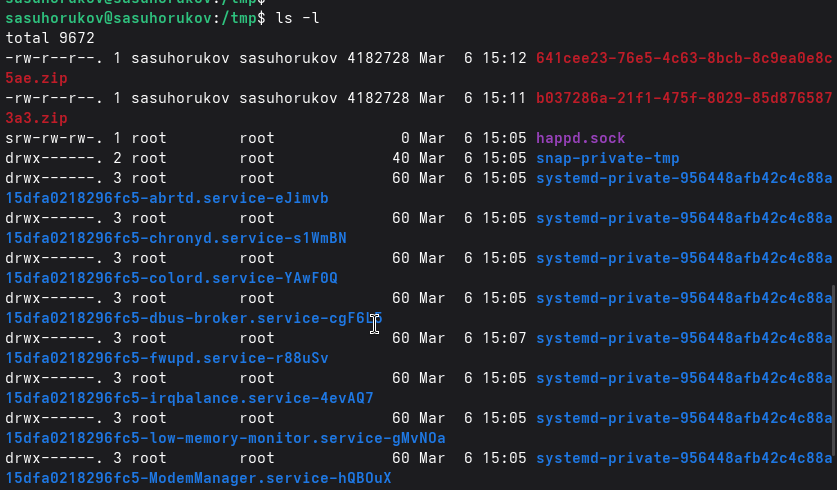 sasuhorukov@sasuhorukov:/tmp$ ls -l
total 9672
-rw-r--r--. 1 sasuhorukov sasuhorukov 4182728 Mar  6 15:12 641cee23-76e5-4c63-8bcb-8c9ea0e8c
5ae.zip
-rw-r--r--. 1 sasuhorukov sasuhorukov 4182728 Mar  6 15:11 b037286a-21f1-475f-8029-85d876587
3a3.zip
srw-rw-rw-. 1 root        root              0 Mar  6 15:05 happd.sock
drwx------. 2 root        root             40 Mar  6 15:05 snap-private-tmp
drwx------. 3 root        root             60 Mar  6 15:05 systemd-private-956448afb42c4c88a
15dfa0218296fc5-abrtd.service-eJimvb
drwx------. 3 root        root             60 Mar  6 15:05 systemd-private-956448afb42c4c88a
15dfa0218296fc5-chronyd.service-s1WmBN
drwx------. 3 root        root             60 Mar  6 15:05 systemd-private-956448afb42c4c88a
15dfa0218296fc5-colord.service-YAwF0Q
drwx------. 3 root        root             60 Mar  6 15:05 systemd-private-956448afb42c4c88a
drwx------. 3 root        root             60 Mar  6 15:07 systemd-private-956448afb42c4c88a
15dfa0218296fc5-fwupd.service-r88uSv
drwx------. 3 root        root             60 Mar  6 15:05 systemd-private-956448afb42c4c88a
15dfa0218296fc5-irqbalance.service-4evAQ7
drwx------. 3 root        root             60 Mar  6 15:05 systemd-private-956448afb42c4c88a
15dfa0218296fc5-low-memory-monitor.service-gMvNOa
drwx------. 3 root        root             60 Mar  6 15:05 systemd-private-956448afb42c4c88a
15dfa0218296fc5-ModemManager.service-hQBOuX